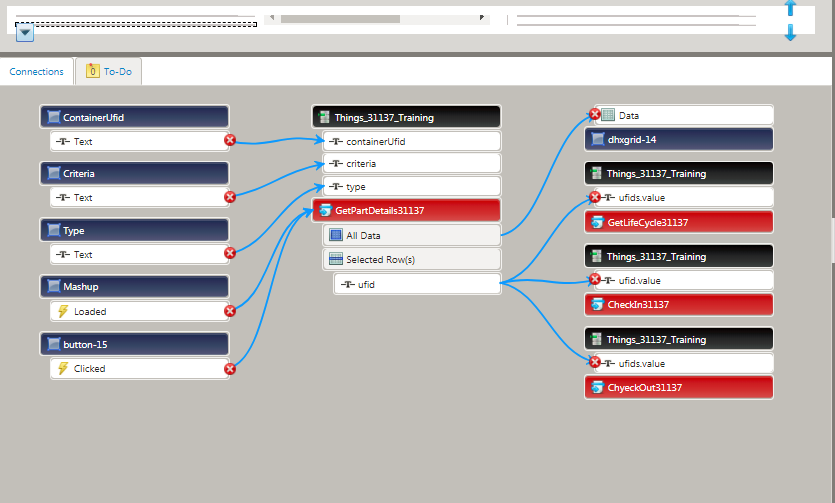 Connections
0 To-Do
ContainerUfid
Text
Criteria
Text
Type
Text
Mashup
Loaded
button-15
Clicked
Things_31137_Training
containerUfid
criteria
type
GetPartDetails31137
All Data
Selected Row(s)
ufid
Data
dhxgrid-14
Things_31137_Training
ufids.value
GetLifeCycle31137
Things_31137_Training
ufid.value
CheckIn31137
Things_31137_Training
ufids.value
ChyeckOut31137